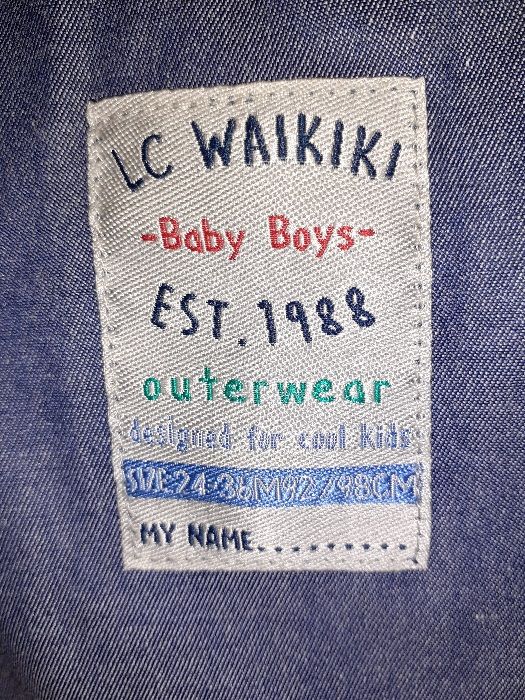 LC WAIKIKI
-Baby Boys-
EST. 1988
outerwear
designed for cool kids
SIZE 24-36M 92/98CM
MY NAME..........